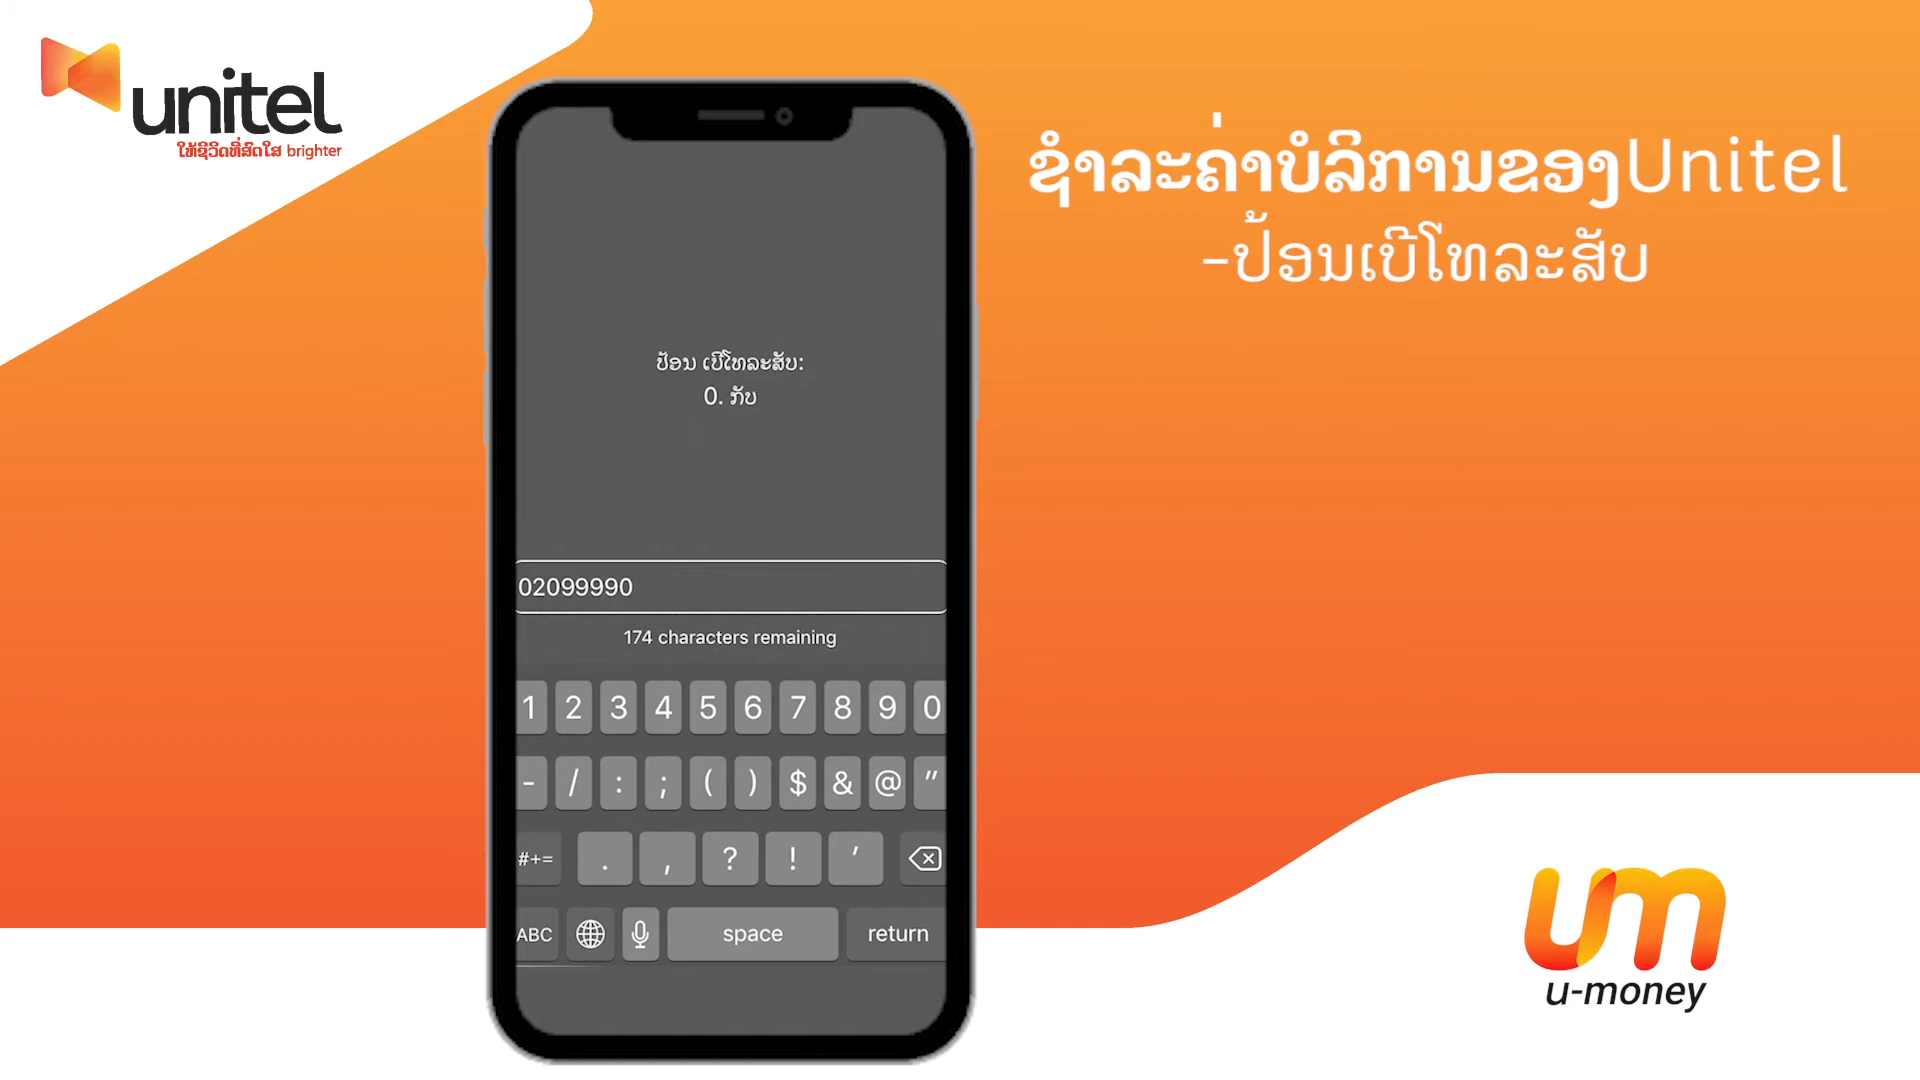 unitel
ໃຫ້ຊີວິດທີ່ສົດໃສ brighter
ຊຳລະຄ່າບໍລິການຂອງUnitel
-ປ້ອນເບີໂທລະສັບ
ປ້ອນ ເບີໂທລະສັບ:
0. ກັບ
02099990
174 characters remaining
1 2 3 4 5 6 7 8 9 0
- / : ; ( ) $ & @ "
#+= . , ? ! '
ABC space return
um
u-money